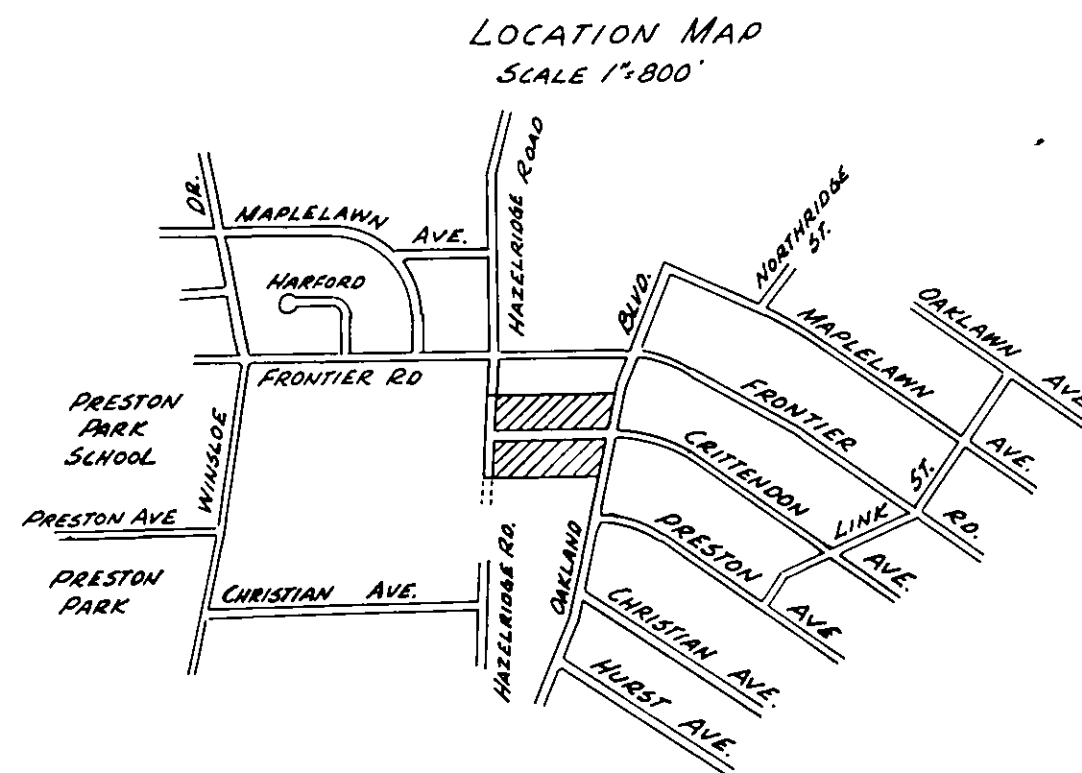 LOCATION MAP
SCALE 1"=800'
DR.
MAPLELAWN AVE.
HAZELRIDGE ROAD
NORTHRIDGE
ST.
HARFORD
BLVD.
OAKLAWN AVE
MAPLELAWN AVE.
FRONTIER RD
FRONTIER RD.
PRESTON
PARK
SCHOOL
WINSLOE
CRITTENDON AVE.
LINK ST.
PRESTON AVE
PRESTON AVE
PRESTON
PARK
CHRISTIAN AVE.
HAZELRIDGE RD.
OAKLAND
CHRISTIAN AVE.
HURST AVE.